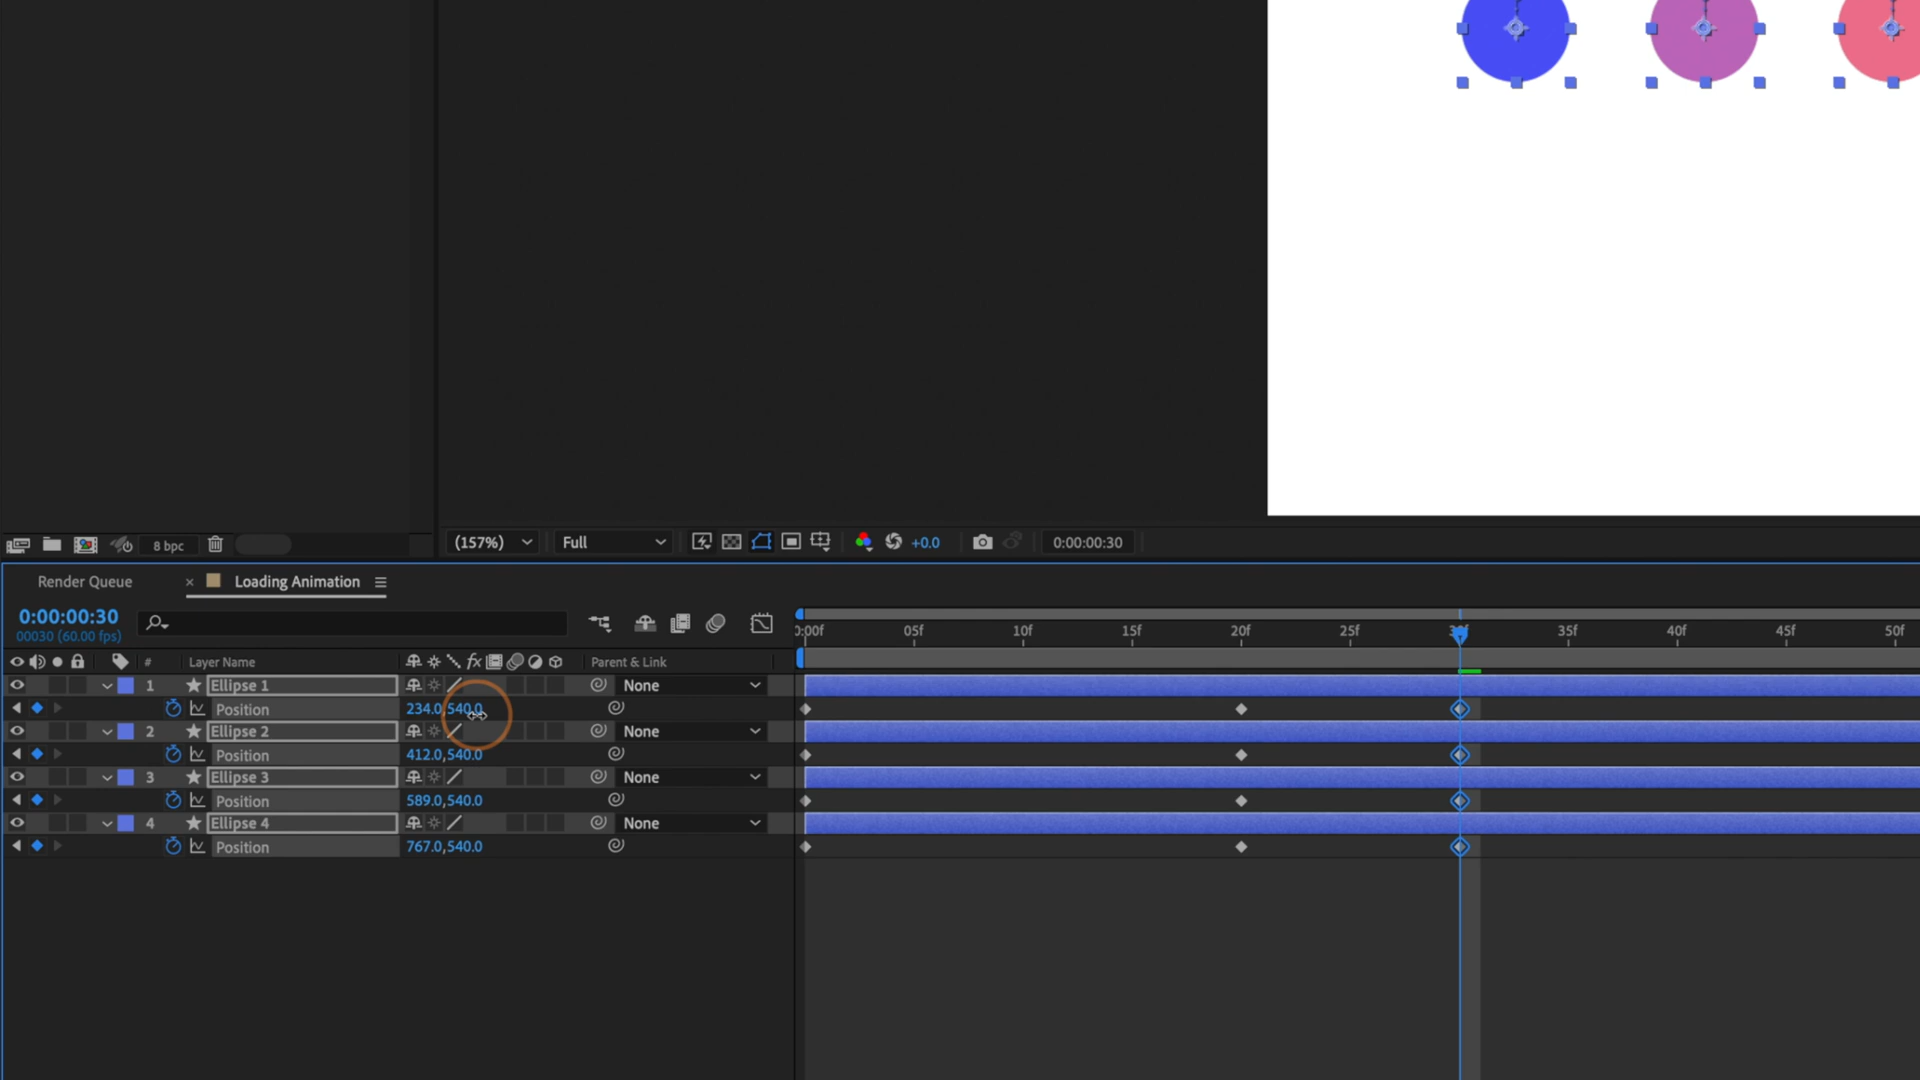 8 bpc
(157%) Full +0.0 0:00:00:30
Render Queue × Loading Animation
0:00:00:30
00030 (60.00 fps)
0:00f 05f 10f 15f 20f 25f 35f 40f 45f 50f
# Layer Name fx Parent & Link
1 Ellipse 1 None
Position 234.0,540.0
2 Ellipse 2 None
Position 412.0,540.0
3 Ellipse 3 None
Position 589.0,540.0
4 Ellipse 4 None
Position 767.0,540.0